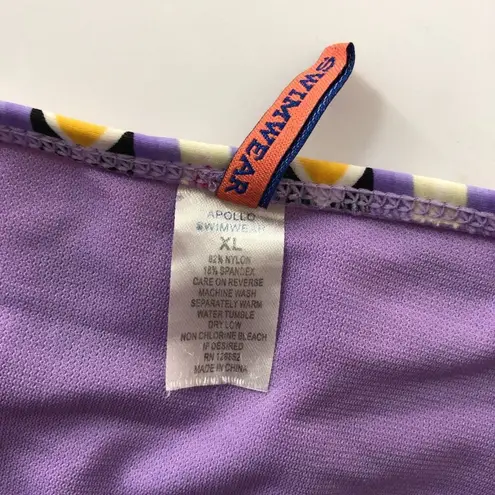 SWIMWEAR
APOLLO
SWIMWEAR
XL
82% NYLON
18% SPANDEX
CARE ON REVERSE
MACHINE WASH
SEPARATELY WARM
WATER TUMBLE
DRY LOW
NON CHLORINE BLEACH
IF DESIRED
RN
MADE IN CHINA